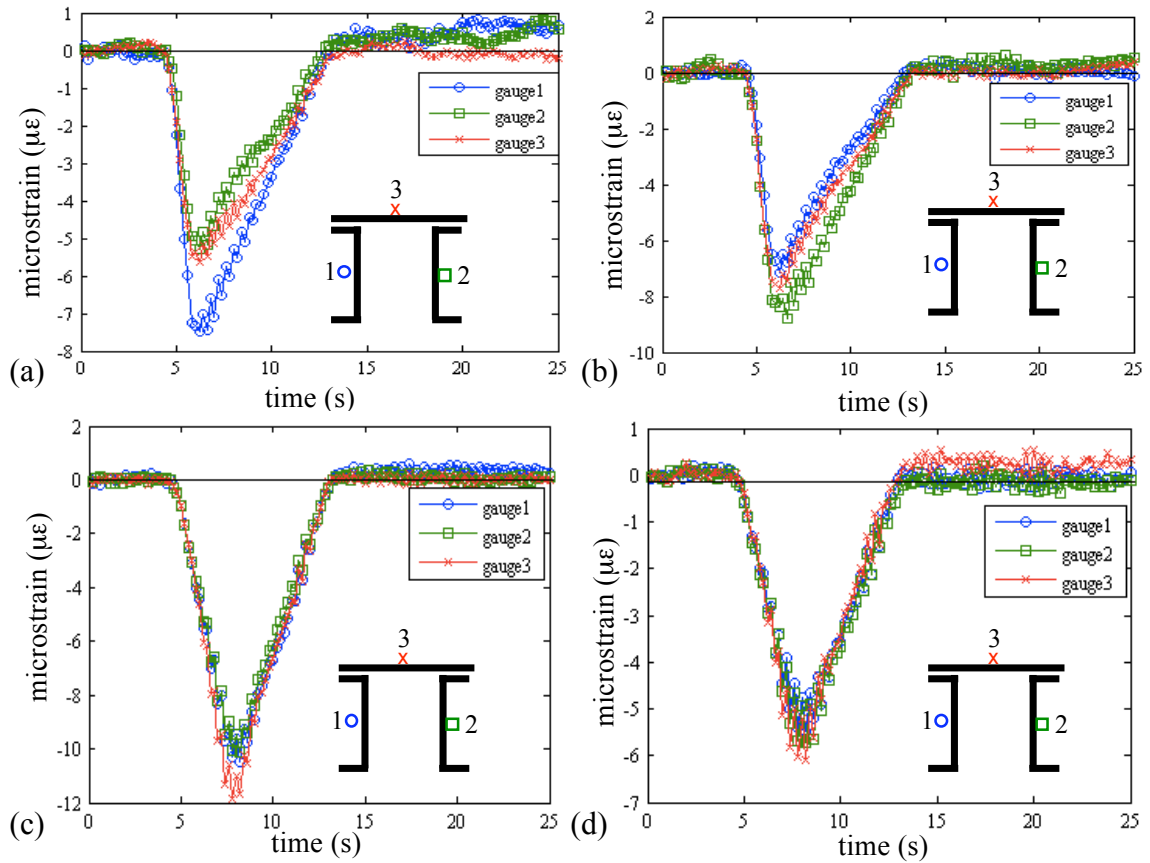 1
0
-1
-2
-3
-4
-5
-6
-7
-8
microstrain (με)
gauge1
gauge2
gauge3
3
1
2
0
5
10
15
20
25
time (s)
(a)
2
0
-2
-4
-6
-8
-10
microstrain (με)
gauge1
gauge2
gauge3
3
1
2
0
5
10
15
20
25
time (s)
(b)
2
0
-2
-4
-6
-8
-10
-12
microstrain (με)
gauge1
gauge2
gauge3
3
1
2
0
5
10
15
20
25
time (s)
(c)
1
0
-1
-2
-3
-4
-5
-6
-7
microstrain (με)
gauge1
gauge2
gauge3
3
1
2
0
5
10
15
20
25
time (s)
(d)